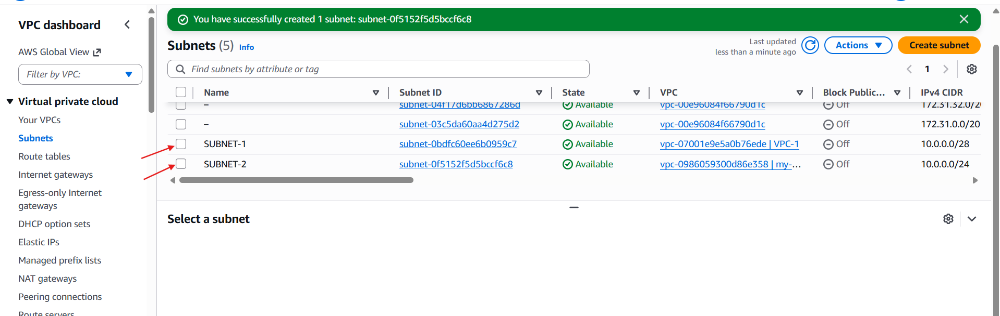 VPC dashboard
AWS Global View
Filter by VPC:
Virtual private cloud
Your VPCs
Subnets
Route tables
Internet gateways
Egress-only Internet
gateways
DHCP option sets
Elastic IPs
Managed prefix lists
NAT gateways
Peering connections
Route servers
You have successfully created 1 subnet: subnet-0f5152f5d5bccf6c8
Subnets (5) Info
Last updated
less than a minute ago
Actions
Create subnet
Find subnets by attribute or tag
1
Name Subnet ID State VPC Block Public... IPv4 CIDR
– subnet-04f17d6bb6867286d Available vpc-00e96084f66790d1c Off 172.31.32.0/20
– subnet-03c5da60aa4d275d2 Available vpc-00e96084f66790d1c Off 172.31.0.0/20
SUBNET-1 subnet-0bdfc60ee6b0959c7 Available vpc-07001e9e5a0b76ede | VPC-1 Off 10.0.0.0/28
SUBNET-2 subnet-0f5152f5d5bccf6c8 Available vpc-0986059300d86e358 | my-... Off 10.0.0.0/24
Select a subnet